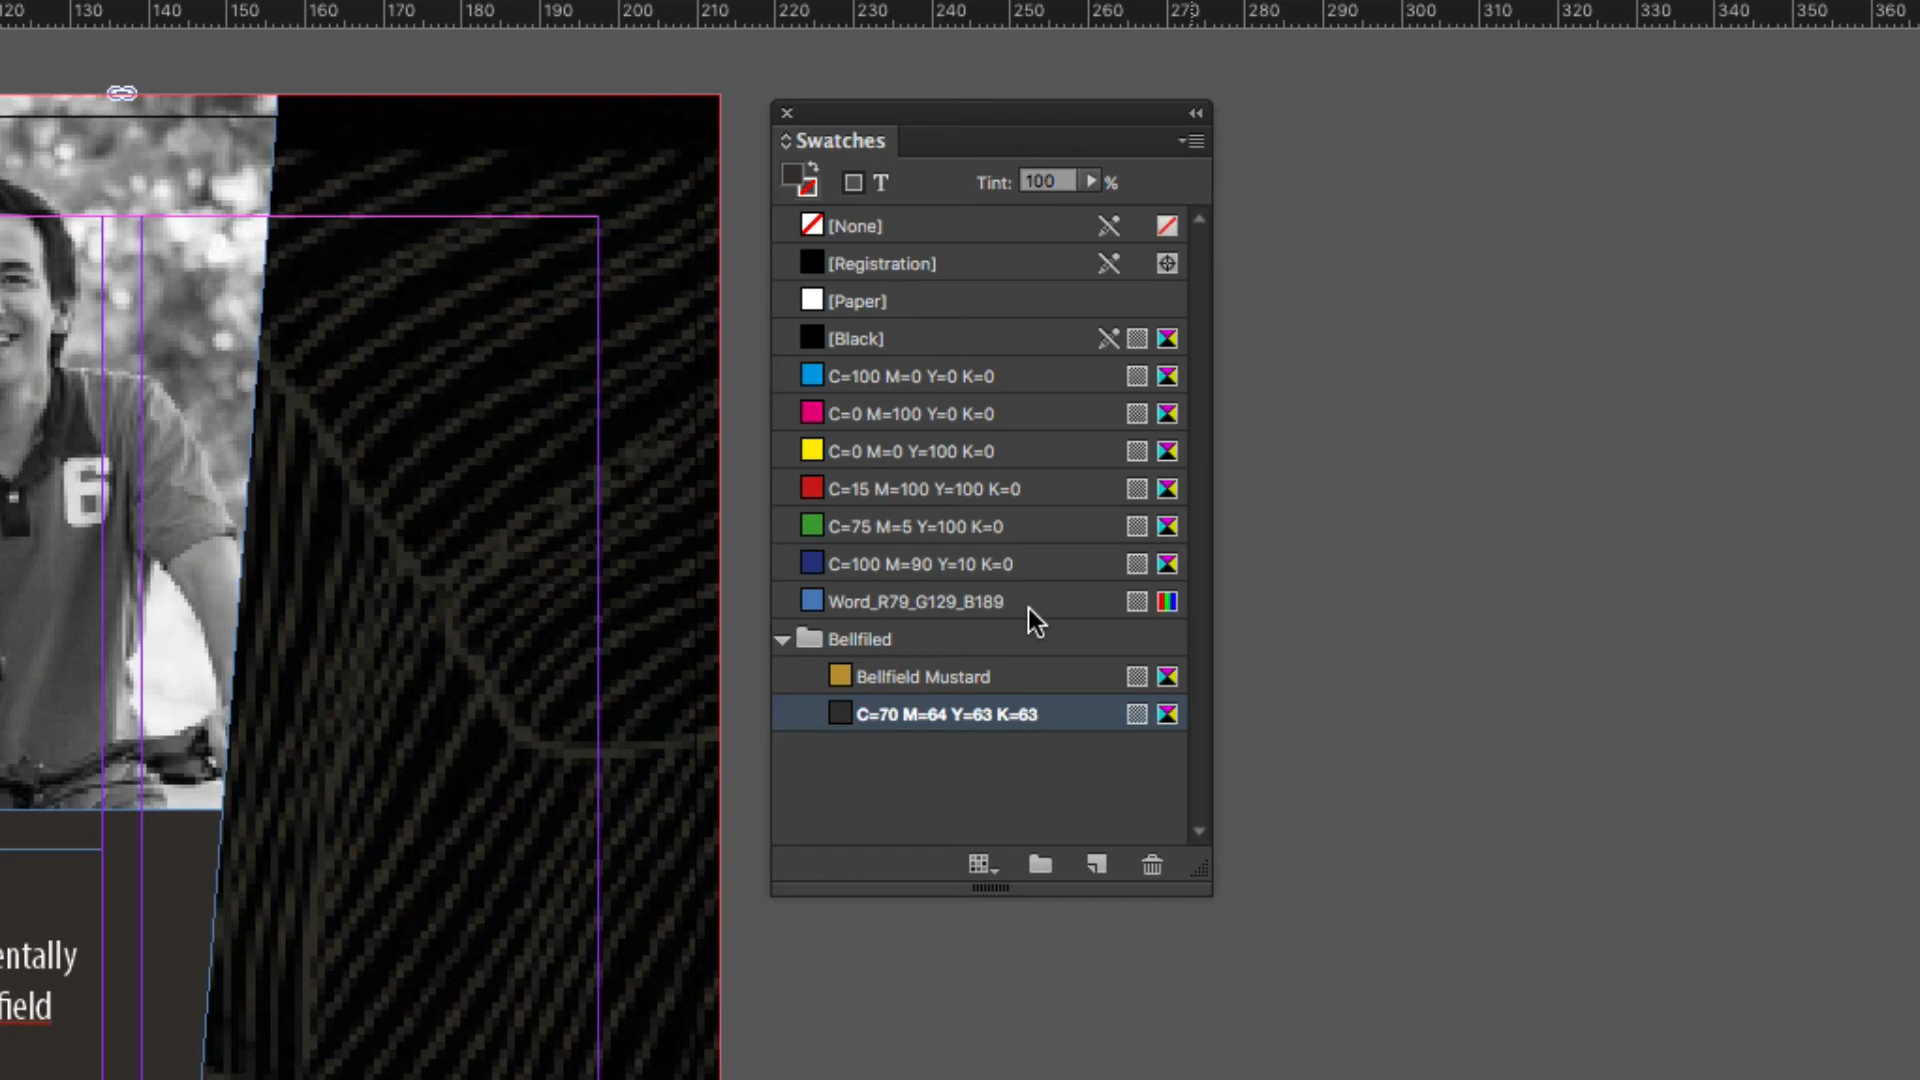 120 130 140 150 160 170 180 190 200 210 220 230 240 250 260 27 280 290 300 310 320 330 340 350 360
Swatches
T Tint: 100 %
[None]
[Registration]
[Paper]
[Black]
C=100 M=0 Y=0 K=0
C=0 M=100 Y=0 K=0
C=0 M=0 Y=100 K=0
C=15 M=100 Y=100 K=0
C=75 M=5 Y=100 K=0
C=100 M=90 Y=10 K=0
Word_R79_G129_B189
Bellfiled
Bellfield Mustard
C=70 M=64 Y=63 K=63
6
entally
field